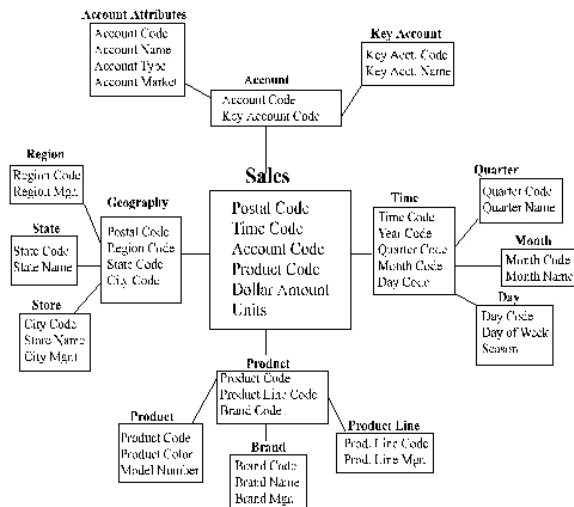 Account Attributes
Account Code
Account Name
Account Type
Account Market
Key Account
Key Acct. Code
Key Acct. Name
Account
Account Code
Key Account Code
Region
Region Code
Region Mgr.
State
State Code
State Name
Store
City Code
Store Name
City Mgr.
Geography
Postal Code
Region Code
State Code
City Code
Sales
Postal Code
Time Code
Account Code
Product Code
Dollar Amount
Units
Time
Time Code
Year Code
Quarter Code
Month Code
Day Code
Quarter
Quarter Code
Quarter Name
Month
Month Code
Month Name
Day
Day Code
Day of Week
Season
Product
Product Code
Product Line Code
Brand Code
Product
Product Code
Product Color
Model Number
Brand
Brand Code
Brand Name
Brand Mgr.
Product Line
Prod. Line Code
Prod. Line Mgr.